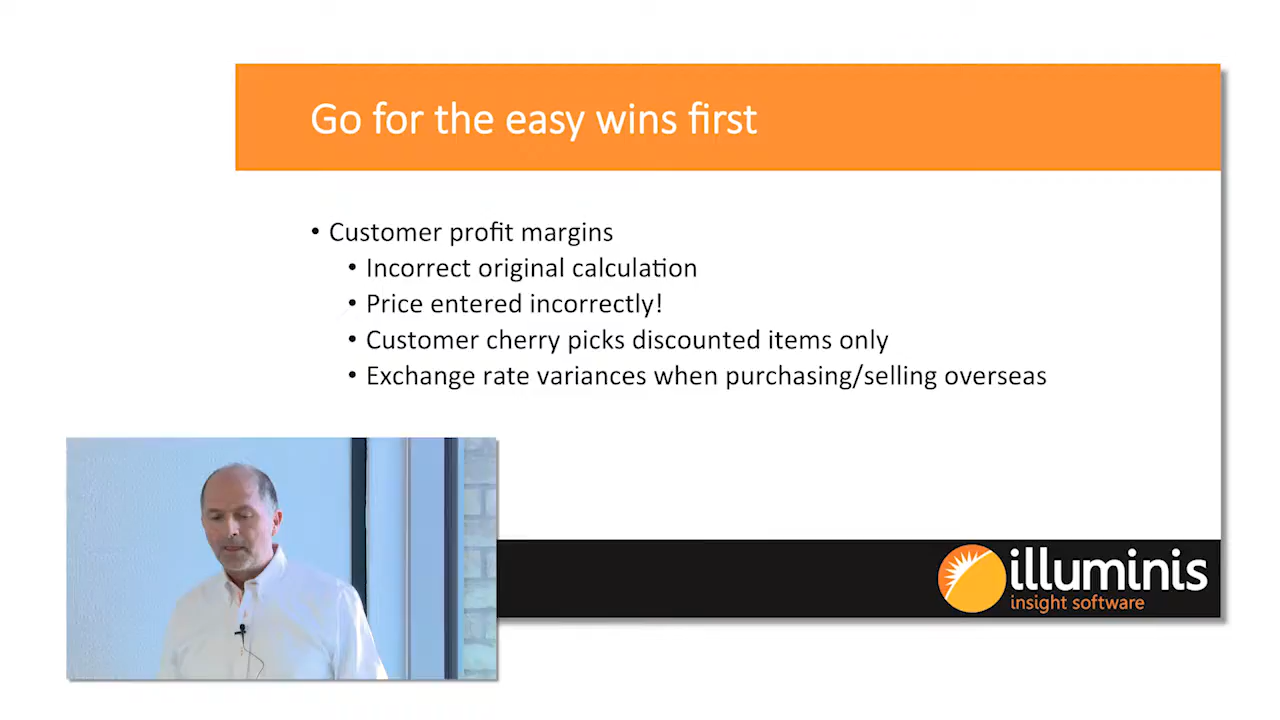 Go for the easy wins first
• Customer profit margins
• Incorrect original calculation
• Price entered incorrectly!
• Customer cherry picks discounted items only
• Exchange rate variances when purchasing/selling overseas
illuminis
insight software